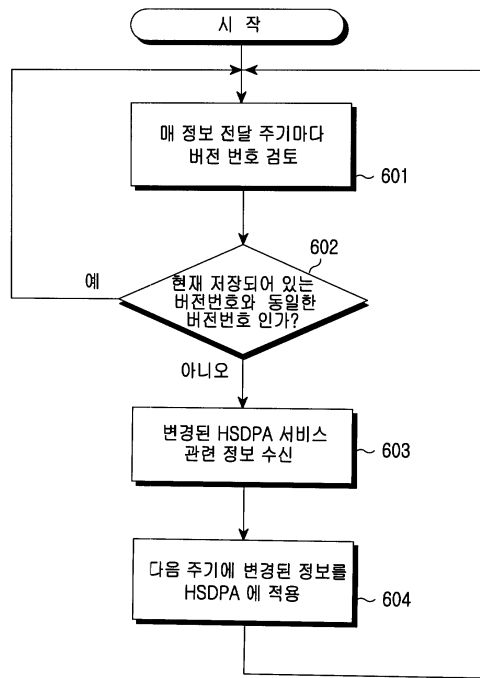 시 작
매 정보 전달 주기마다
버전 번호 검토
601
602
현재 저장되어 있는
버전번호와 동일한
버전번호 인가?
예
아니오
변경된 HSDPA 서비스
관련 정보 수신
603
다음 주기에 변경된 정보를
HSDPA 에 적용
604